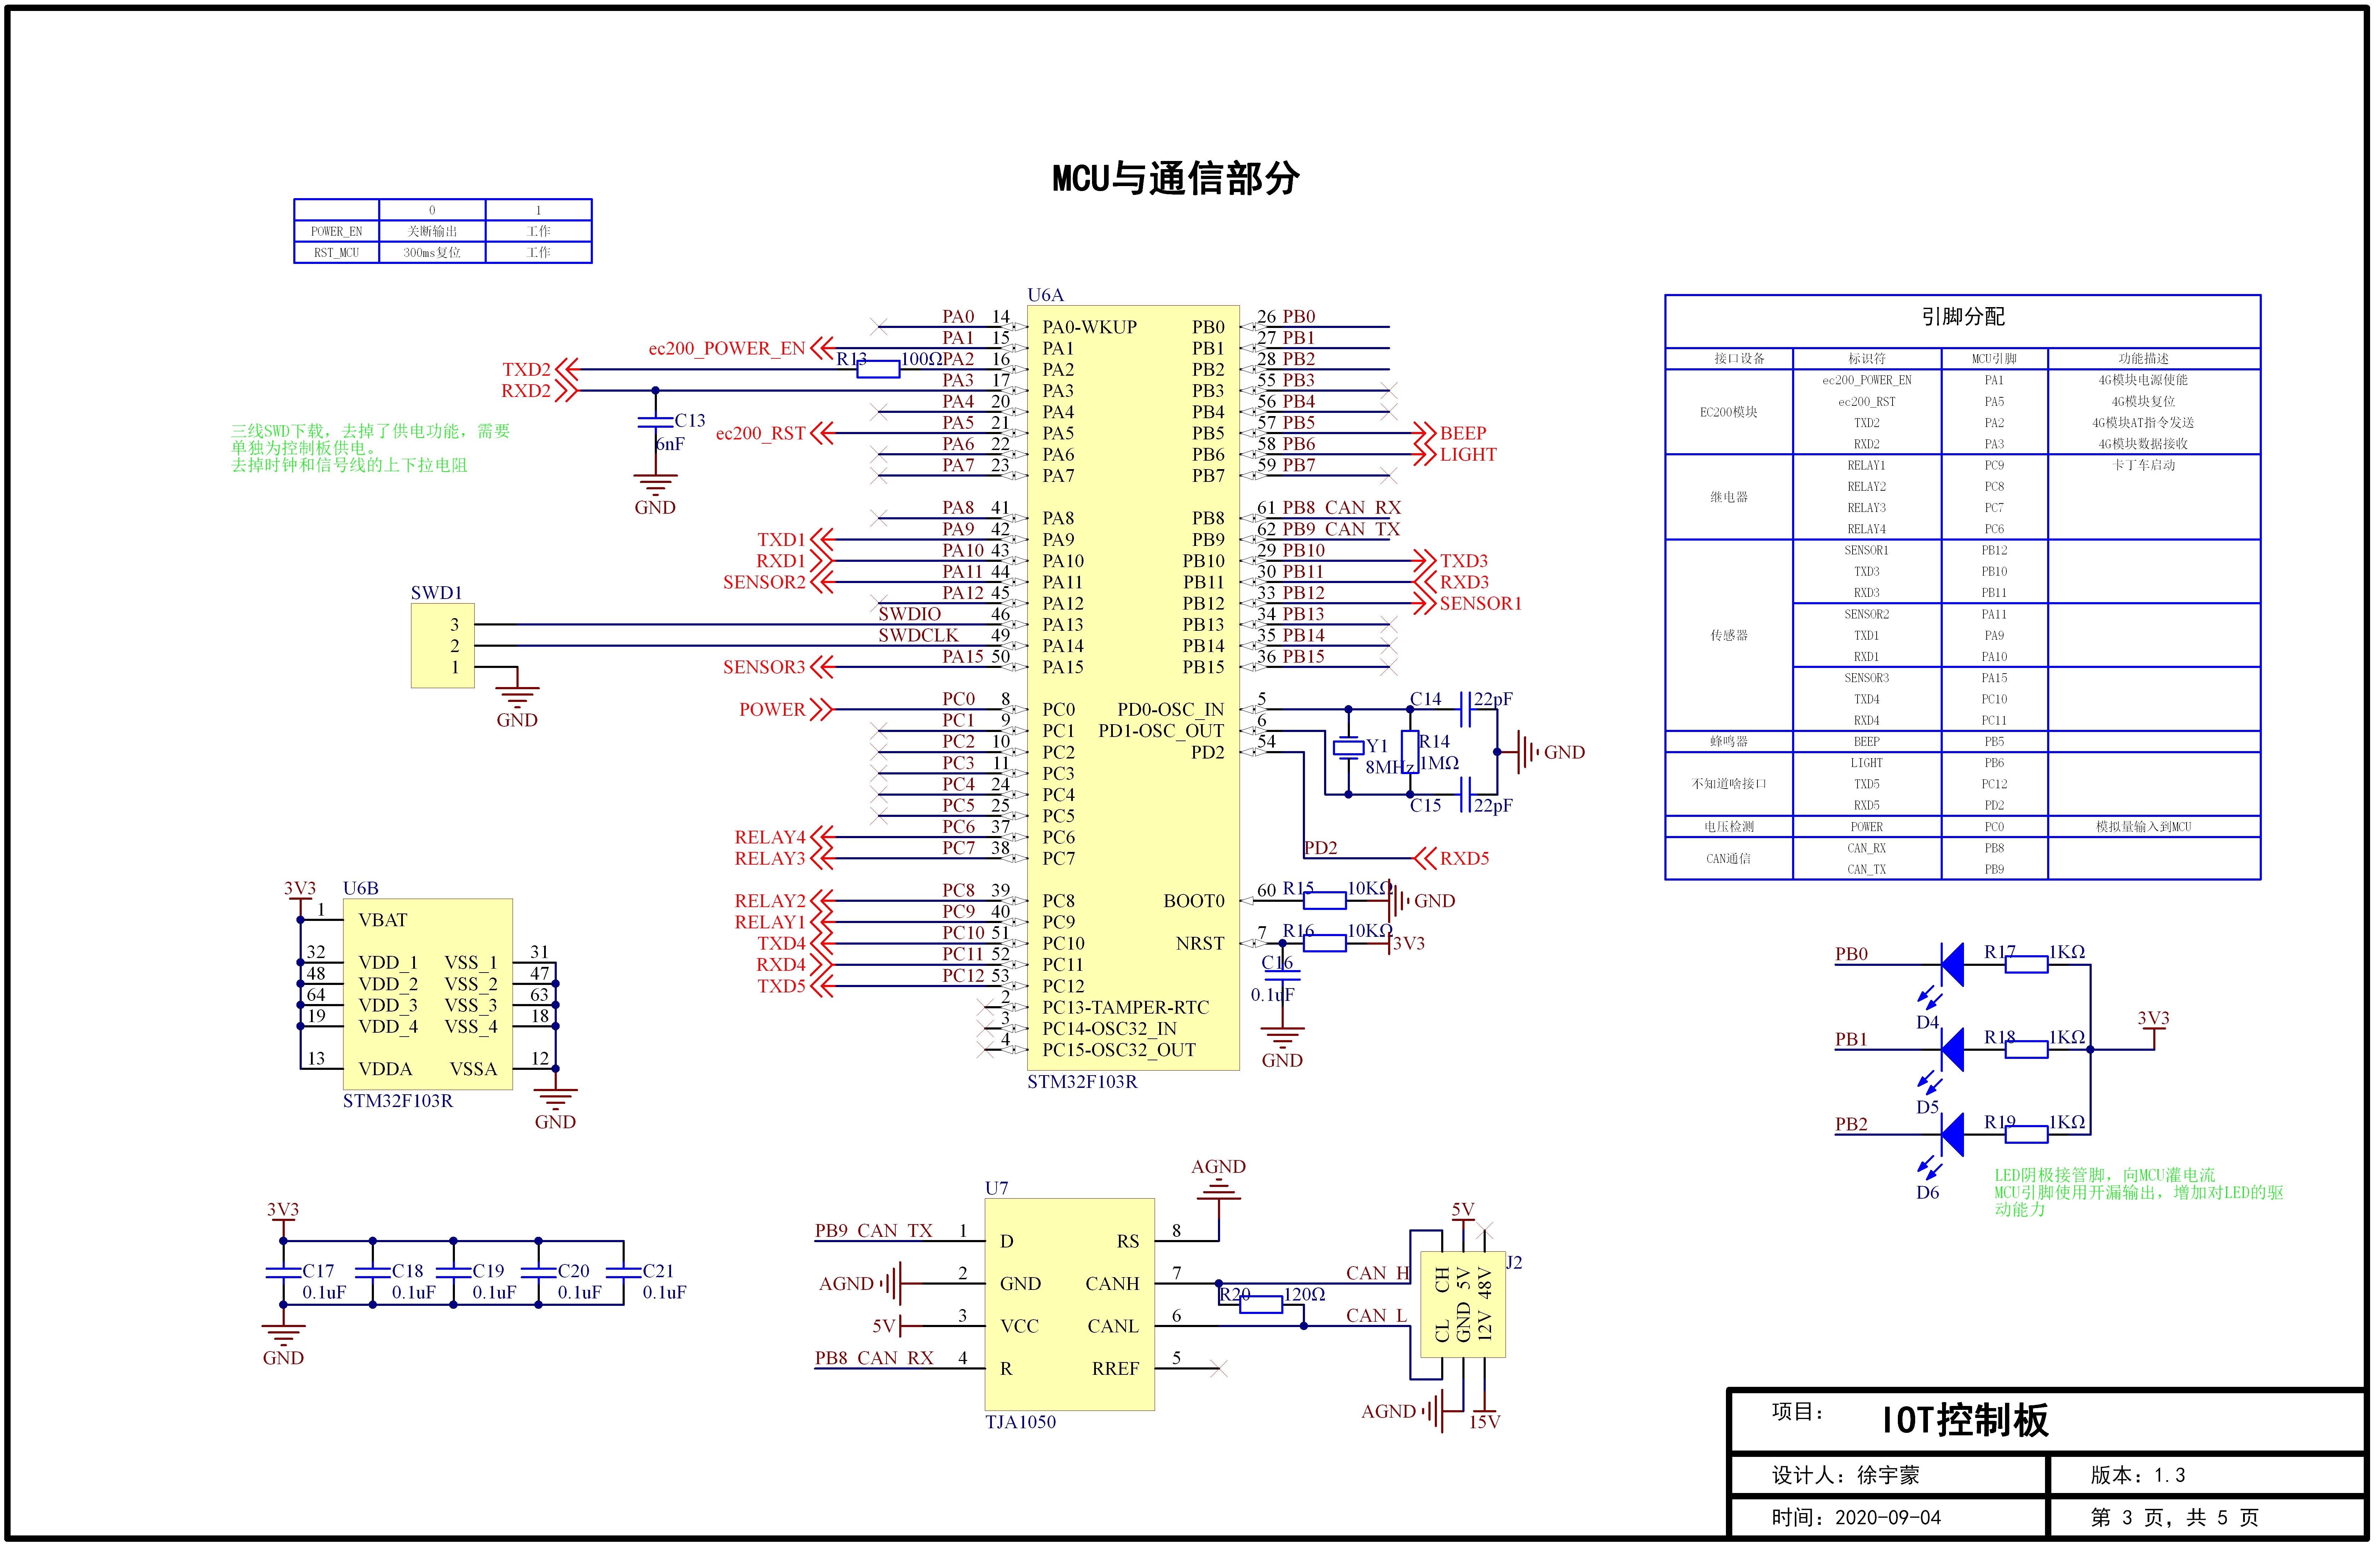 MCU与通信部分
0 1
POWER_EN 关断输出 工作
RST_MCU 300ms复位 工作
三线SWD下载，去掉了供电功能，需要
单独为控制板供电。
去掉时钟和信号线的上下拉电阻
U6A
PA0 14 PA0-WKUP
ec200_POWER_EN PA1 15 PA1
TXD2 R13 100Ω PA2 16 PA2
RXD2 PA3 17 PA3
C13
6nF
GND
PA4 20 PA4
ec200_RST PA5 21 PA5
PA6 22 PA6
PA7 23 PA7
PA8 41 PA8
TXD1 PA9 42 PA9
RXD1 PA10 43 PA10
SENSOR2 PA11 44 PA11
PA12 45 PA12
SWDIO 46 PA13
SWDCLK 49 PA14
SENSOR3 PA15 50 PA15
SWD1
3
2
1
GND
POWER PC0 8 PC0
PC1 9 PC1
PC2 10 PC2
PC3 11 PC3
PC4 24 PC4
PC5 25 PC5
RELAY4 PC6 37 PC6
RELAY3 PC7 38 PC7
RELAY2 PC8 39 PC8
RELAY1 PC9 40 PC9
TXD4 PC10 51 PC10
RXD4 PC11 52 PC11
TXD5 PC12 53 PC12
2 PC13-TAMPER-RTC
3 PC14-OSC32_IN
4 PC15-OSC32_OUT
STM32F103R
PB0 26 PB0
PB1 27 PB1
PB2 28 PB2
PB3 55 PB3
PB4 56 PB4
PB5 57 PB5 BEEP
PB6 58 PB6 LIGHT
PB7 59 PB7
PB8 61 PB8 CAN RX
PB9 62 PB9 CAN TX
PB10 29 PB10 TXD3
PB11 30 PB11 RXD3
PB12 33 PB12 SENSOR1
PB13 34 PB13
PB14 35 PB14
PB15 36 PB15
PD0-OSC_IN 5
PD1-OSC_OUT 6
PD2 54
C14 22pF
Y1
8MHz
R14
1MΩ
GND
C15 22pF
PD2 RXD5
BOOT0 60 R15 10KΩ GND
NRST 7 R16 10KΩ 3V3
C16
0.1uF
GND
引脚分配
接口设备 标识符 MCU引脚 功能描述
EC200模块
ec200_POWER_EN PA1 4G模块电源使能
ec200_RST PA5 4G模块复位
TXD2 PA2 4G模块AT指令发送
RXD2 PA3 4G模块数据接收
继电器
RELAY1 PC9 卡丁车启动
RELAY2 PC8
RELAY3 PC7
RELAY4 PC6
传感器
SENSOR1 PB12
TXD3 PB10
RXD3 PB11
SENSOR2 PA11
TXD1 PA9
RXD1 PA10
SENSOR3 PA15
TXD4 PC10
RXD4 PC11
蜂鸣器 BEEP PB5
不知道啥接口
LIGHT PB6
TXD5 PC12
RXD5 PD2
电压检测 POWER PC0 模拟量输入到MCU
CAN通信
CAN_RX PB8
CAN_TX PB9
3V3 U6B
1 VBAT
32 VDD_1 VSS_1 31
48 VDD_2 VSS_2 47
64 VDD_3 VSS_3 63
19 VDD_4 VSS_4 18
13 VDDA VSSA 12
STM32F103R
GND
PB0 R17 1KΩ
D4
PB1 R18 1KΩ 3V3
D5
PB2 R19 1KΩ
D6
LED阴极接管脚，向MCU灌电流
MCU引脚使用开漏输出，增加对LED的驱
动能力
3V3
C17 C18 C19 C20 C21
0.1uF 0.1uF 0.1uF 0.1uF 0.1uF
GND
U7
AGND
PB9 CAN TX 1 D RS 8
AGND 2 GND CANH 7 CAN H
5V 3 VCC CANL 6 CAN L
PB8 CAN RX 4 R RREF 5
R20 120Ω
TJA1050
5V
J2
CH 5V 48V
CL GND 12V
AGND 15V
项目： IOT控制板
设计人：徐宇蒙 版本：1.3
时间：2020-09-04 第 3 页，共 5 页